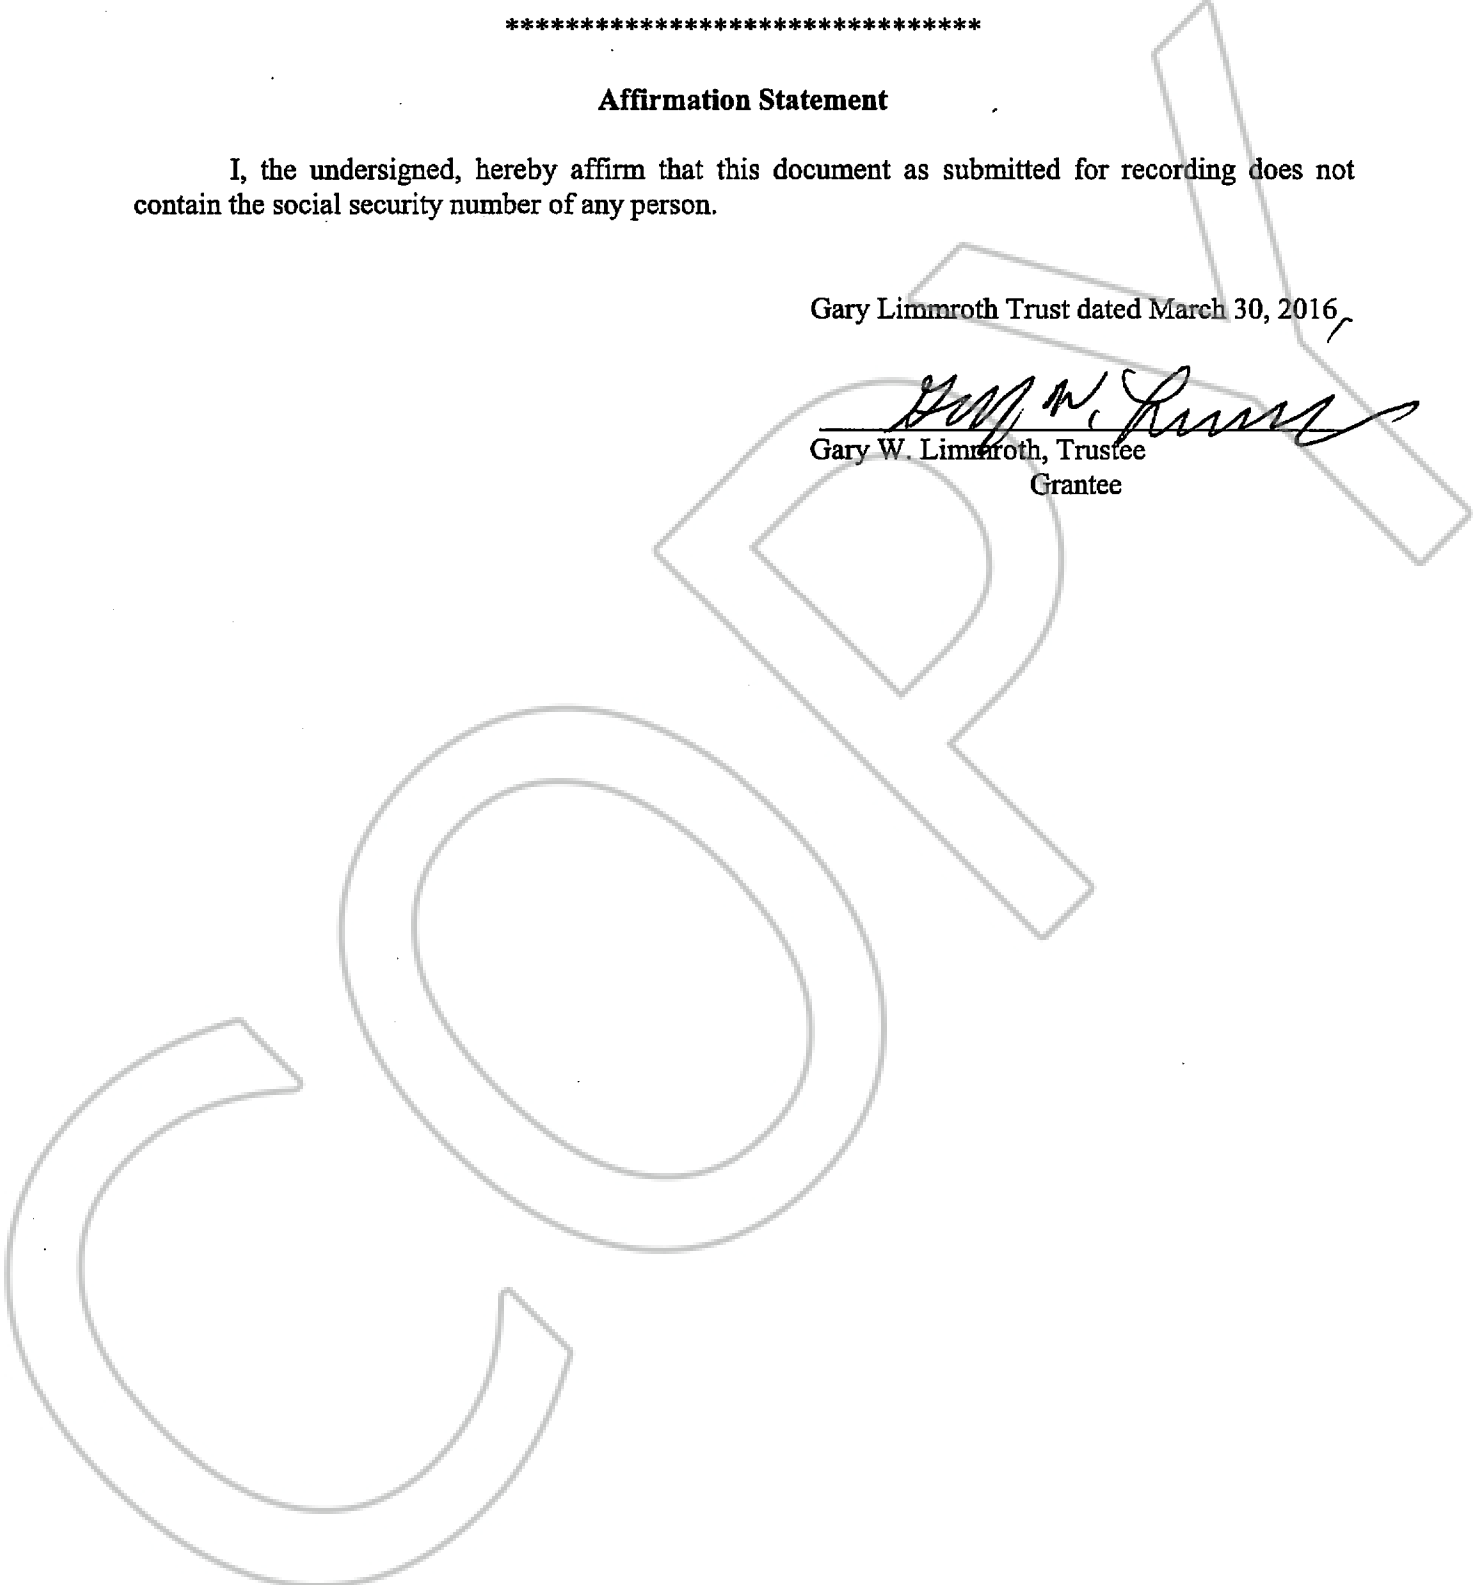 ********************************
Affirmation Statement
I, the undersigned, hereby affirm that this document as submitted for recording does not
contain the social security number of any person.
Gary Limmroth Trust dated March 30, 2016
Gary W. Limmroth, Trustee
Grantee
COPY